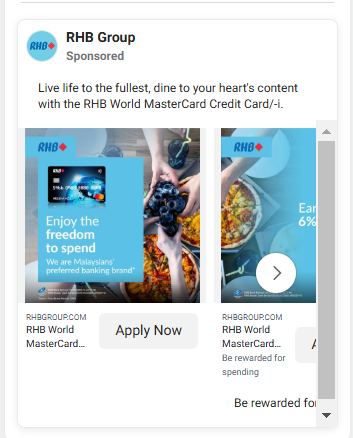 RHB Group
Sponsored
Live life to the fullest, dine to your heart's content
with the RHB World MasterCard Credit Card/-i.
RHB
RHB
RHB
Enjoy the
freedom
to spend
We are Malaysians'
preferred banking brand*
RHB
Ear
6%
RHBGROUP.COM
RHB World
MasterCard...
Apply Now
RHBGROUP.COM
RHB World
MasterCard...
Be rewarded for
spending
Be rewarded for